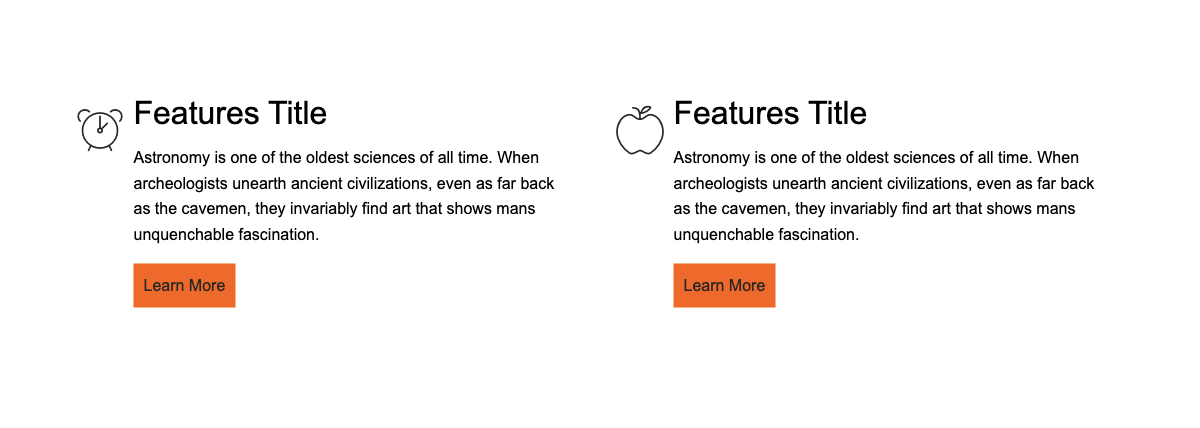 Features Title
Astronomy is one of the oldest sciences of all time. When
archeologists unearth ancient civilizations, even as far back
as the cavemen, they invariably find art that shows mans
unquenchable fascination.
Learn More
Features Title
Astronomy is one of the oldest sciences of all time. When
archeologists unearth ancient civilizations, even as far back
as the cavemen, they invariably find art that shows mans
unquenchable fascination.
Learn More